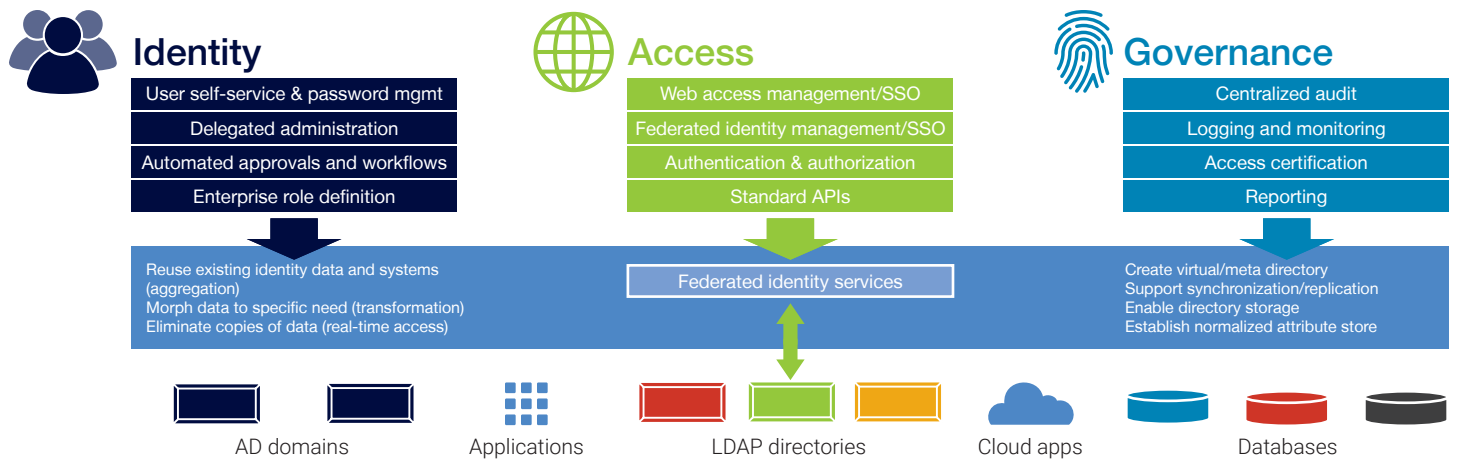 Identity
User self-service & password mgmt
Delegated administration
Automated approvals and workflows
Enterprise role definition
Access
Web access management/SSO
Federated identity management/SSO
Authentication & authorization
Standard APIs
Governance
Centralized audit
Logging and monitoring
Access certification
Reporting
Reuse existing identity data and systems
(aggregation)
Morph data to specific need (transformation)
Eliminate copies of data (real-time access)
Federated identity services
Create virtual/meta directory
Support synchronization/replication
Enable directory storage
Establish normalized attribute store
AD domains
Applications
LDAP directories
Cloud apps
Databases